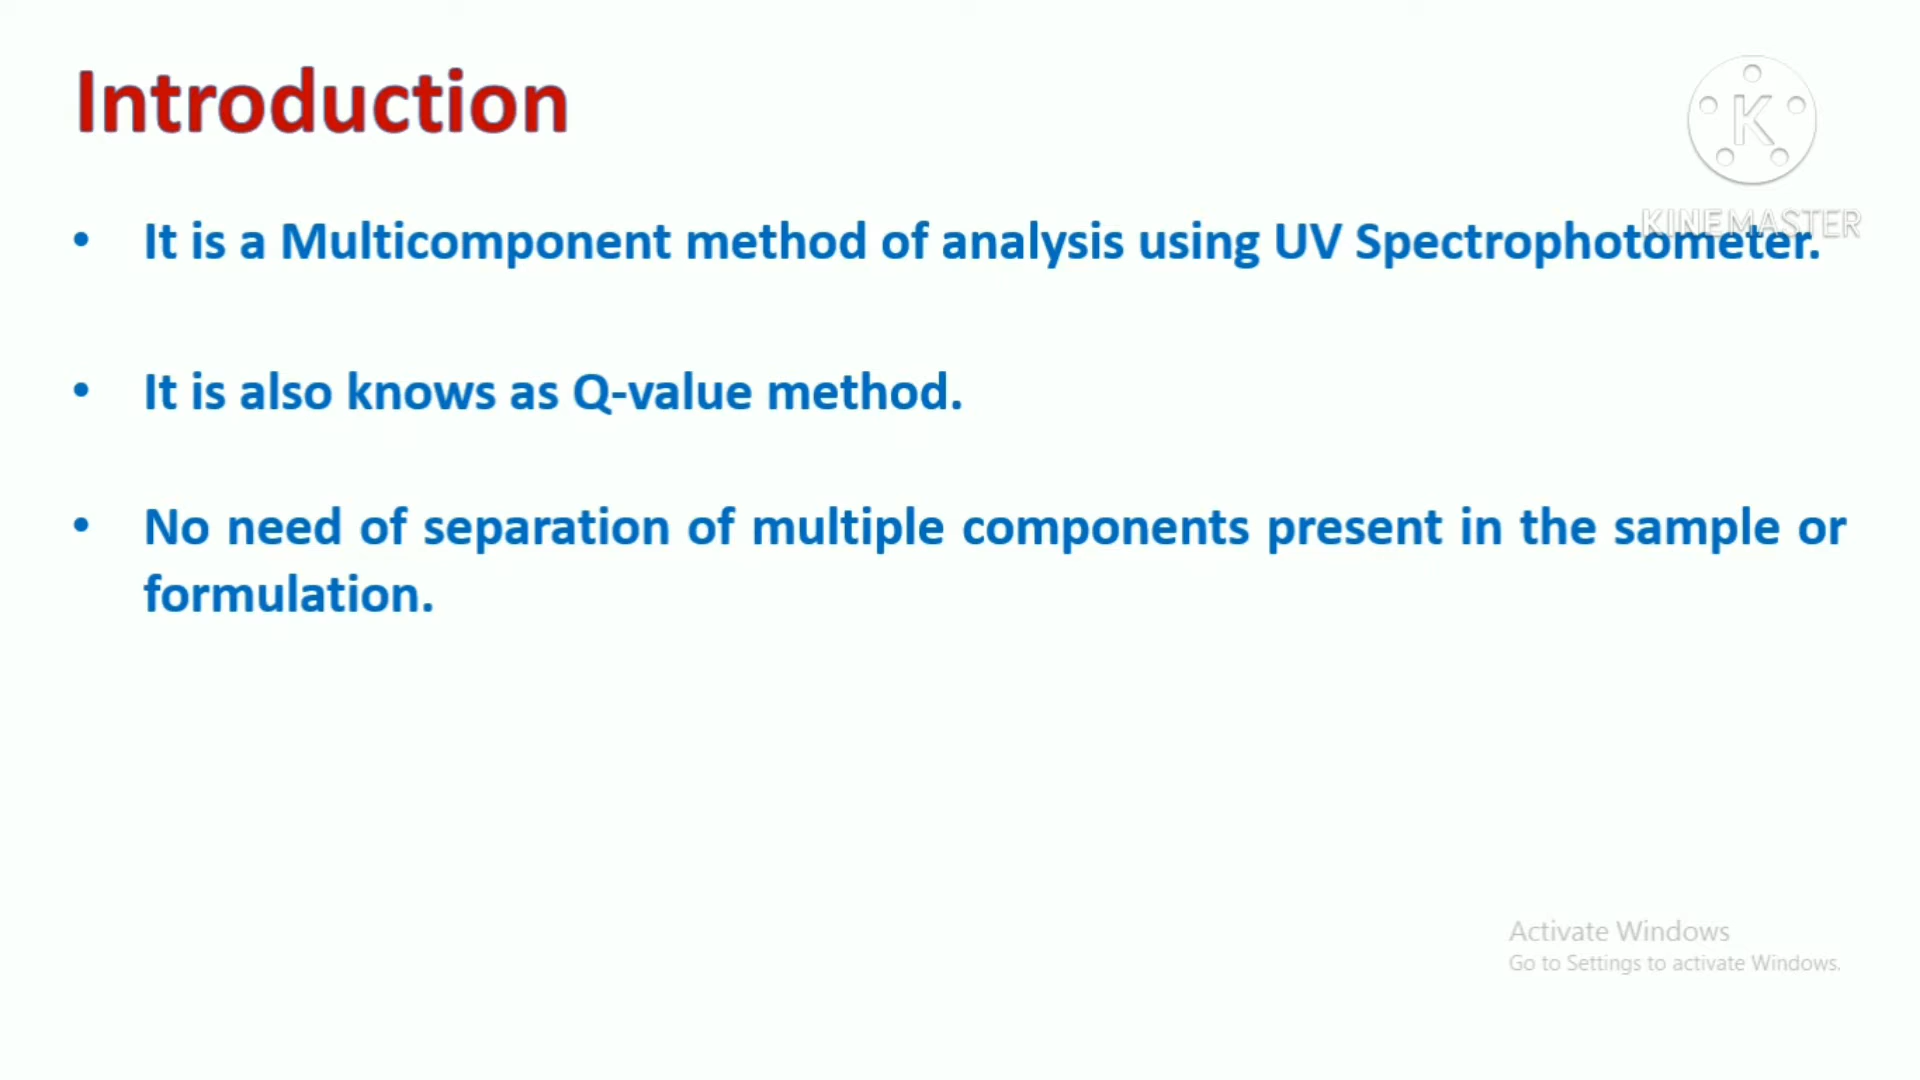 Introduction
K
KINEMASTER
• It is a Multicomponent method of analysis using UV Spectrophotometer.
• It is also knows as Q-value method.
• No need of separation of multiple components present in the sample or
formulation.
Activate Windows
Go to Settings to activate Windows.